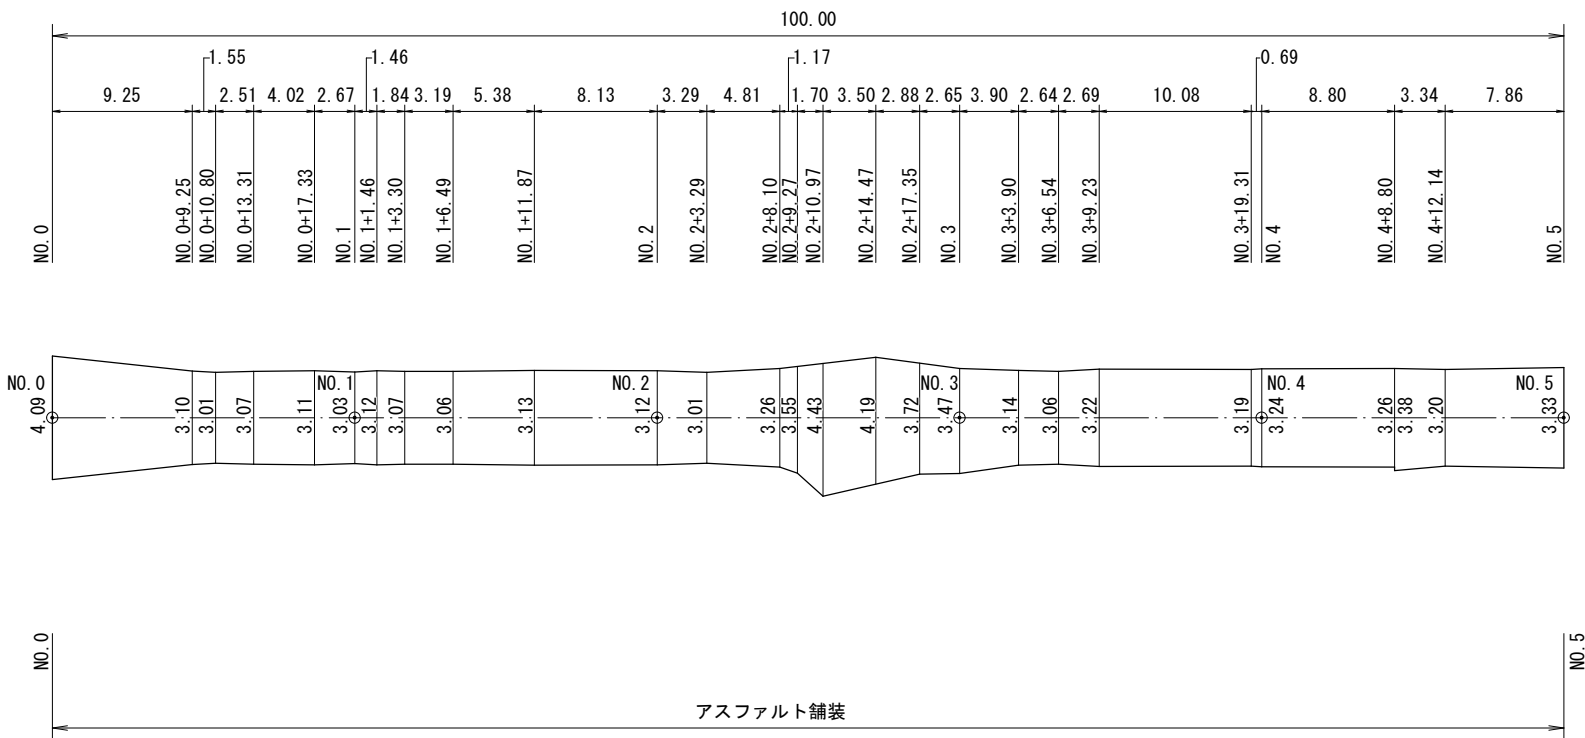 100.00
1.55
1.46
1.17
0.69
9.25
2.51
4.02
2.67
1.84
3.19
5.38
8.13
3.29
4.81
1.70
3.50
2.88
2.65
3.90
2.64
2.69
10.08
8.80
3.34
7.86
NO.0
NO.0+9.25
NO.0+10.80
NO.0+13.31
NO.0+17.33
NO.1
NO.1+1.46
NO.1+3.30
NO.1+6.49
NO.1+11.87
NO.2
NO.2+3.29
NO.2+8.10
NO.2+9.27
NO.2+10.97
NO.2+14.47
NO.2+17.35
NO.3
NO.3+3.90
NO.3+6.54
NO.3+9.23
NO.3+19.31
NO.4
NO.4+8.80
NO.4+12.14
NO.5
NO.0
NO.1
NO.2
NO.3
NO.4
NO.5
4.09
3.10
3.01
3.07
3.11
3.03
3.12
3.07
3.06
3.13
3.12
3.01
3.26
3.55
4.43
4.19
3.72
3.47
3.14
3.06
3.22
3.19
3.24
3.26
3.38
3.20
3.33
NO.0
NO.5
アスファルト舗装